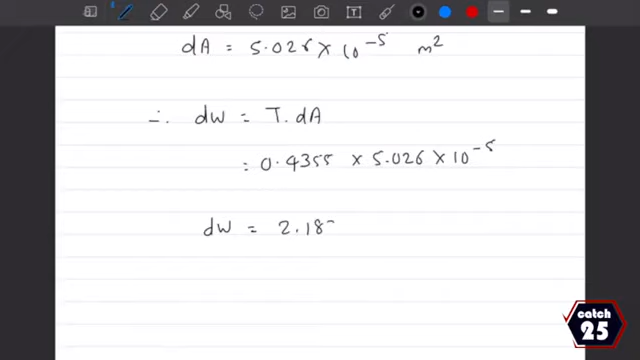 dA = 5.026 × 10⁻⁵ m²
∴ dW = T. dA
= 0.4355 × 5.026 × 10⁻⁵
dW = 2.18
catch
25